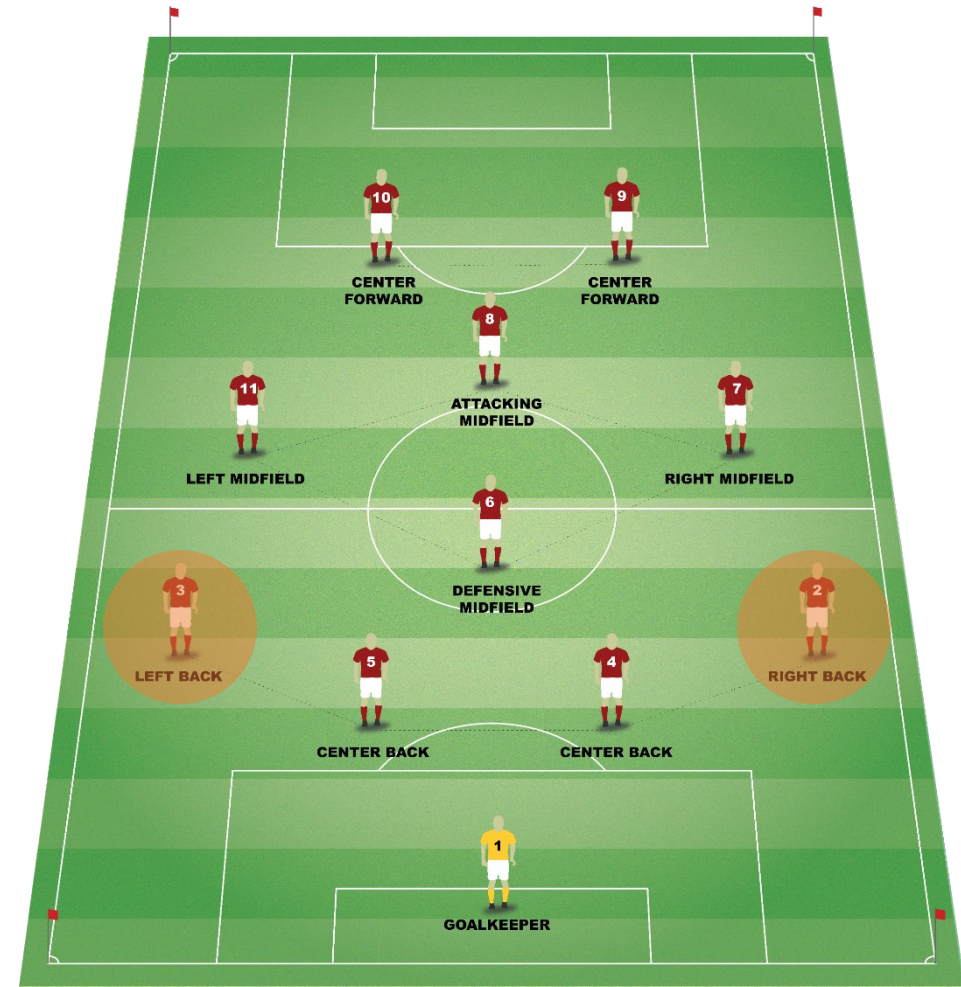 10
9
CENTER
FORWARD
CENTER
FORWARD
8
ATTACKING
MIDFIELD
11
7
LEFT MIDFIELD
RIGHT MIDFIELD
6
DEFENSIVE
MIDFIELD
3
2
LEFT BACK
RIGHT BACK
5
4
CENTER BACK
CENTER BACK
1
GOALKEEPER